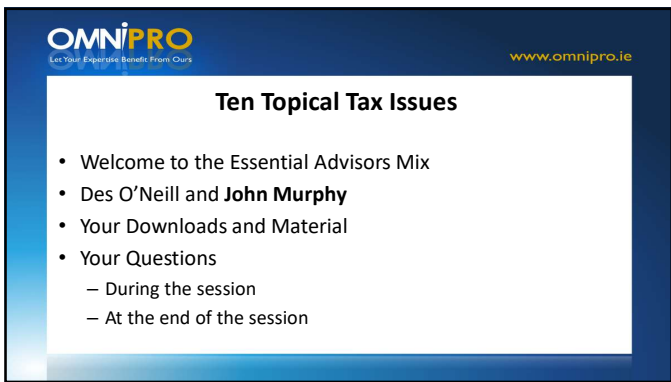 OMNIPRO
Let Your Expertise Benefit From Ours
www.omnipro.ie
Ten Topical Tax Issues
• Welcome to the Essential Advisors Mix
• Des O'Neill and John Murphy
• Your Downloads and Material
• Your Questions
– During the session
– At the end of the session